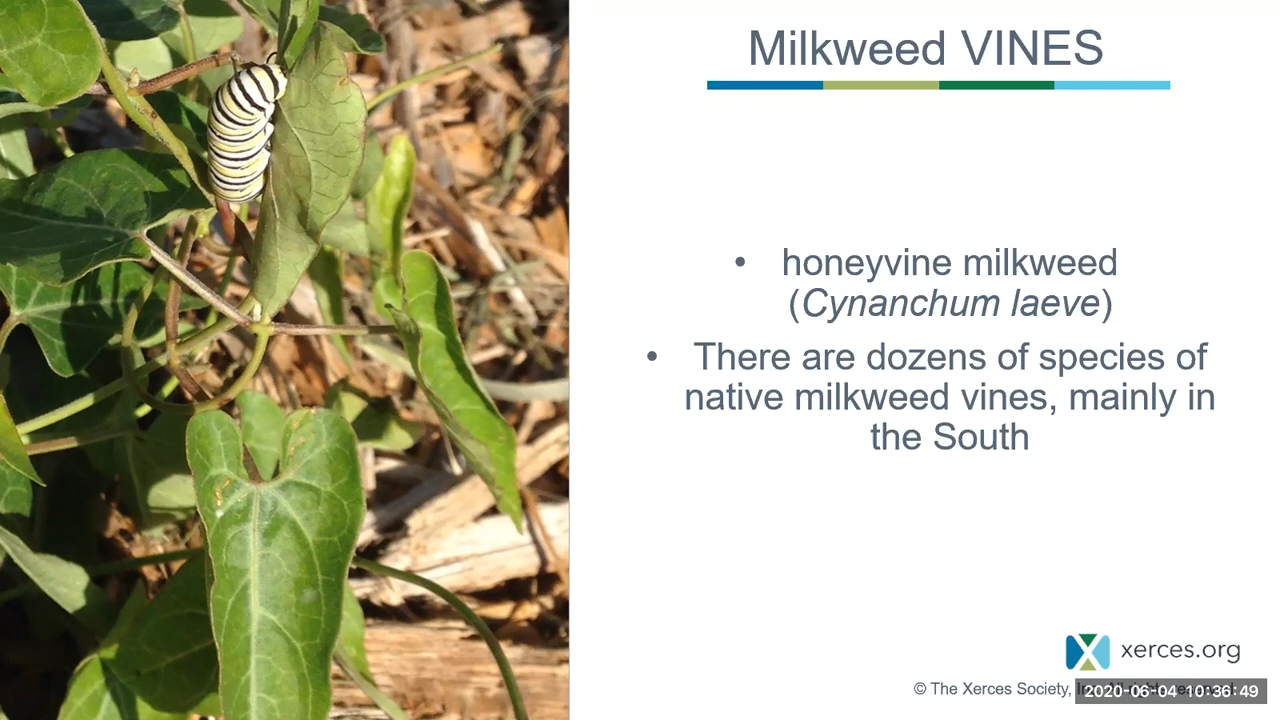 Milkweed VINES
• honeyvine milkweed
(Cynanchum laeve)
• There are dozens of species of
native milkweed vines, mainly in
the South
xerces.org
© The Xerces Society,
2020-06-04 10:36:49